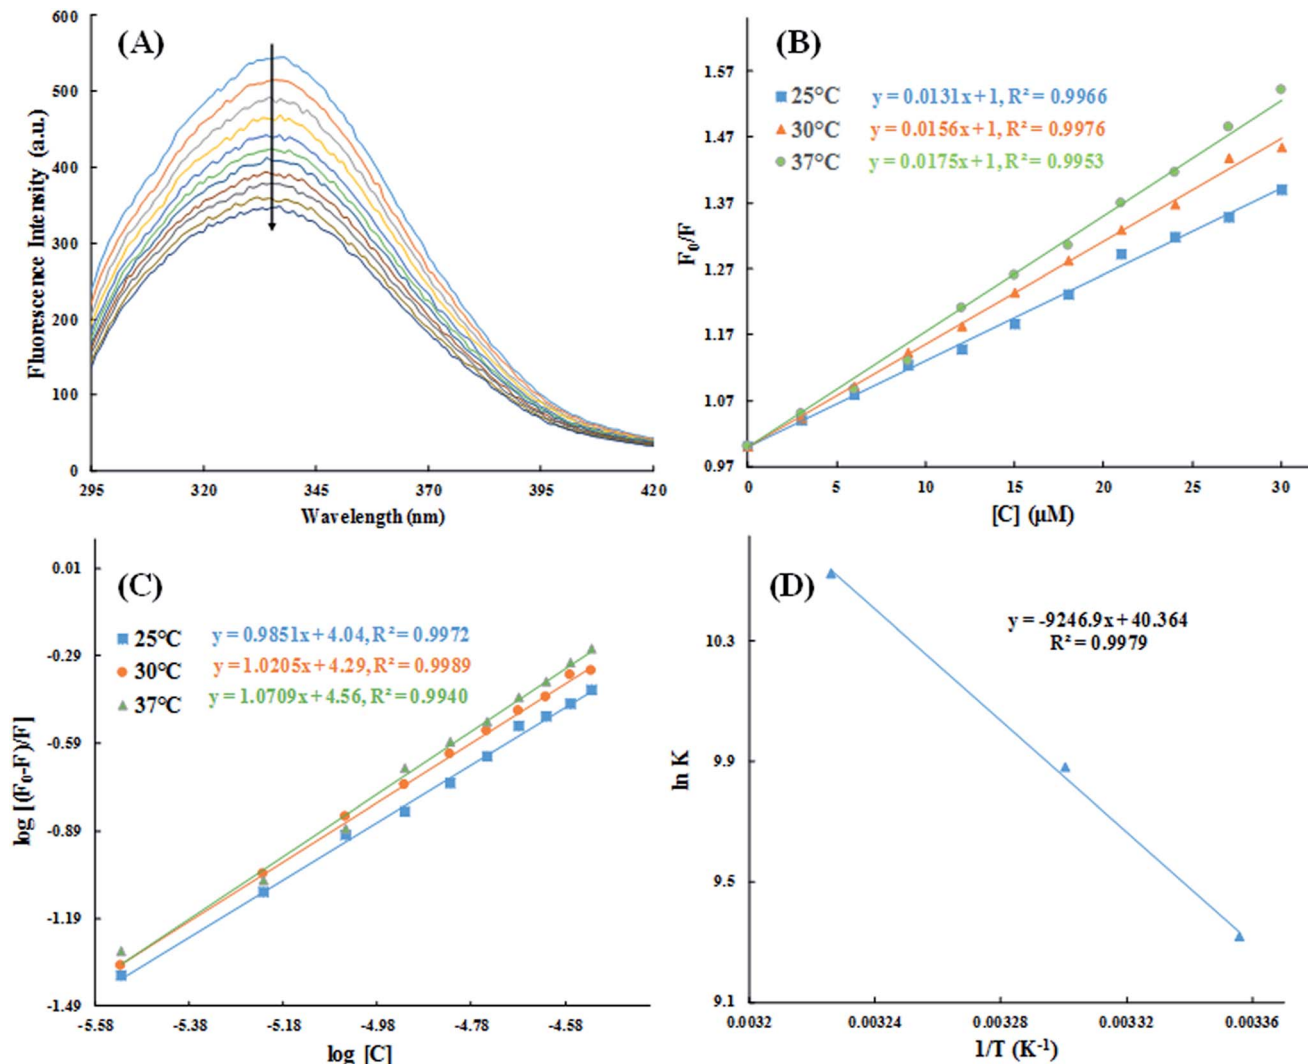 (A)
600
500
400
300
200
100
0
295 320 345 370 395 420
Fluorescence Intensity (a.u.)
Wavelength (nm)
(B)
25°C y = 0.0131x + 1, R² = 0.9966
30°C y = 0.0156x + 1, R² = 0.9976
37°C y = 0.0175x + 1, R² = 0.9953
1.57
1.47
1.37
1.27
1.17
1.07
0.97
0 5 10 15 20 25 30
F₀/F
[C] (µM)
(C)
25°C y = 0.9851x + 4.04, R² = 0.9972
30°C y = 1.0205x + 4.29, R² = 0.9989
37°C y = 1.0709x + 4.56, R² = 0.9940
0.01
-0.29
-0.59
-0.89
-1.19
-1.49
-5.58 -5.38 -5.18 -4.98 -4.78 -4.58
log [(F₀-F)/F]
log [C]
(D)
y = -9246.9x + 40.364
R² = 0.9979
10.3
9.9
9.5
9.1
0.0032 0.00324 0.00328 0.00332 0.00336
ln K
1/T (K⁻¹)